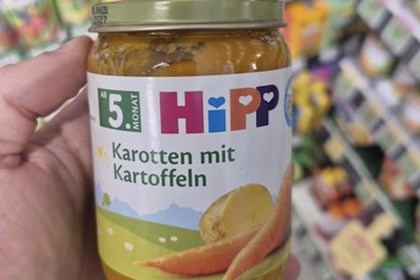 AB 5. MONAT
HiPP
Karotten mit
Kartoffeln